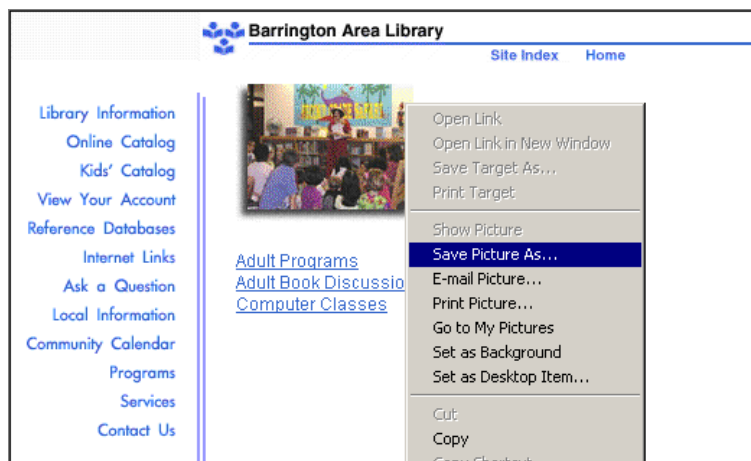 Barrington Area Library
Site Index Home
Library Information
Online Catalog
Kids' Catalog
View Your Account
Reference Databases
Internet Links
Ask a Question
Local Information
Community Calendar
Programs
Services
Contact Us
Adult Programs
Adult Book Discussio
Computer Classes
Open Link
Open Link in New Window
Save Target As...
Print Target
Show Picture
Save Picture As...
E-mail Picture...
Print Picture...
Go to My Pictures
Set as Background
Set as Desktop Item...
Cut
Copy